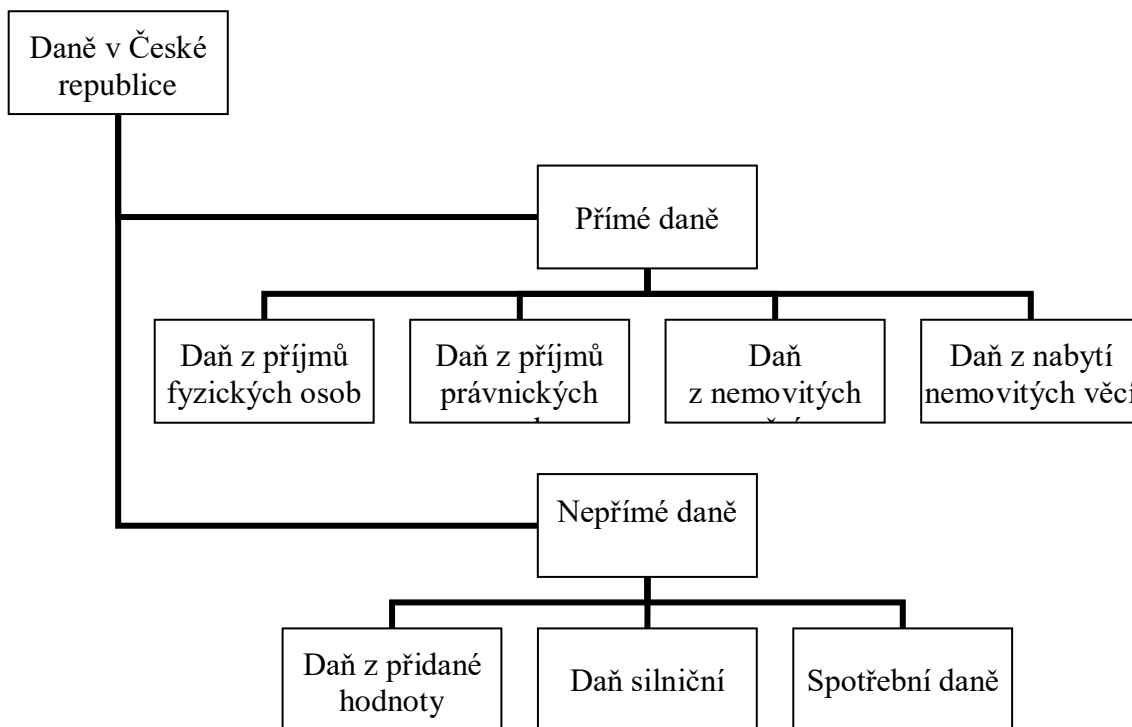 Daně v České
republice
Přímé daně
Daň z příjmů
fyzických osob
Daň z příjmů
právnických
Daň
z nemovitých
Daň z nabytí
nemovitých věcí
Nepřímé daně
Daň z přidané
hodnoty
Daň silniční
Spotřební daně